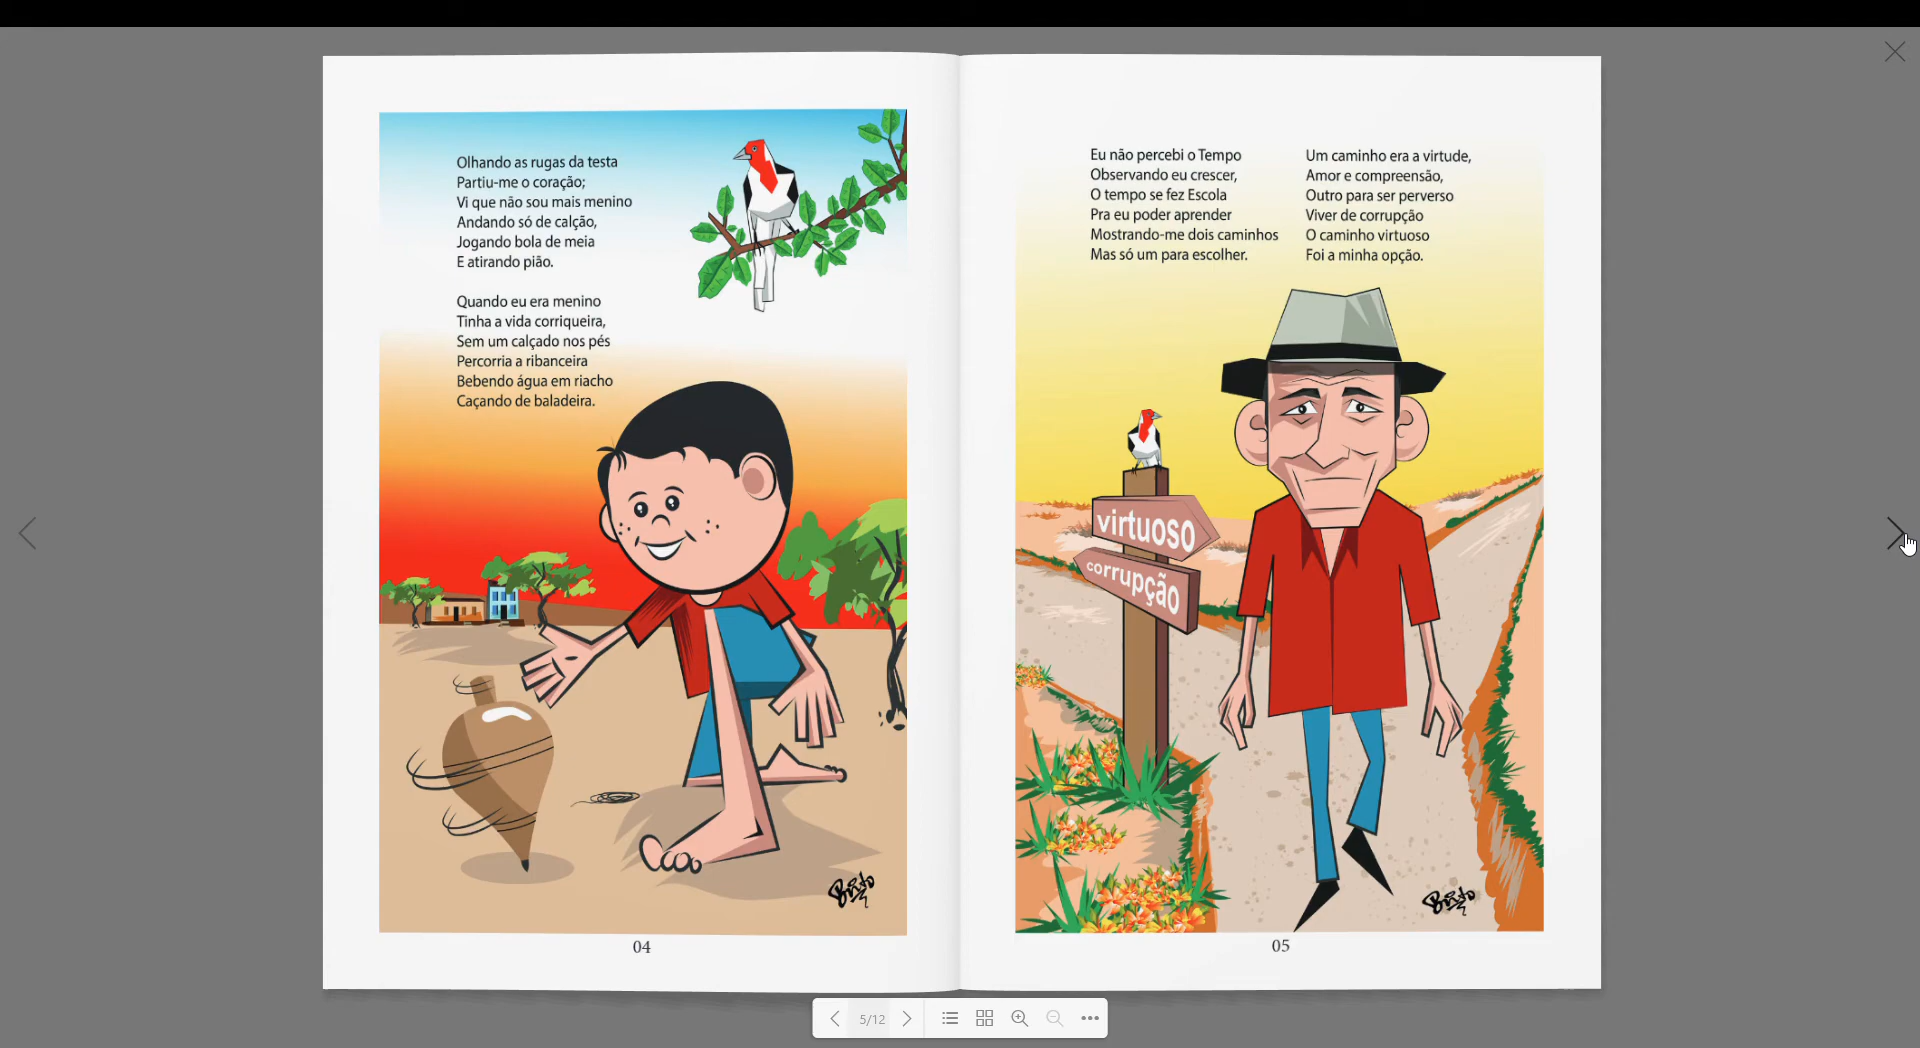 Olhando as rugas da testa
Partiu-me o coração;
Vi que não sou mais menino
Andando só de calção,
Jogando bola de meia
E atirando pião.
Quando eu era menino
Tinha a vida corriqueira,
Sem um calçado nos pés
Percorria a ribanceira
Bebendo água em riacho
Caçando de baladeira.
Brito
04
Eu não percebi o Tempo
Observando eu crescer,
O tempo se fez Escola
Pra eu poder aprender
Mostrando-me dois caminhos
Mas só um para escolher.
Um caminho era a virtude,
Amor e compreensão,
Outro para ser perverso
Viver de corrupção
O caminho virtuoso
Foi a minha opção.
virtuoso
corrupção
Brito
05
5/12